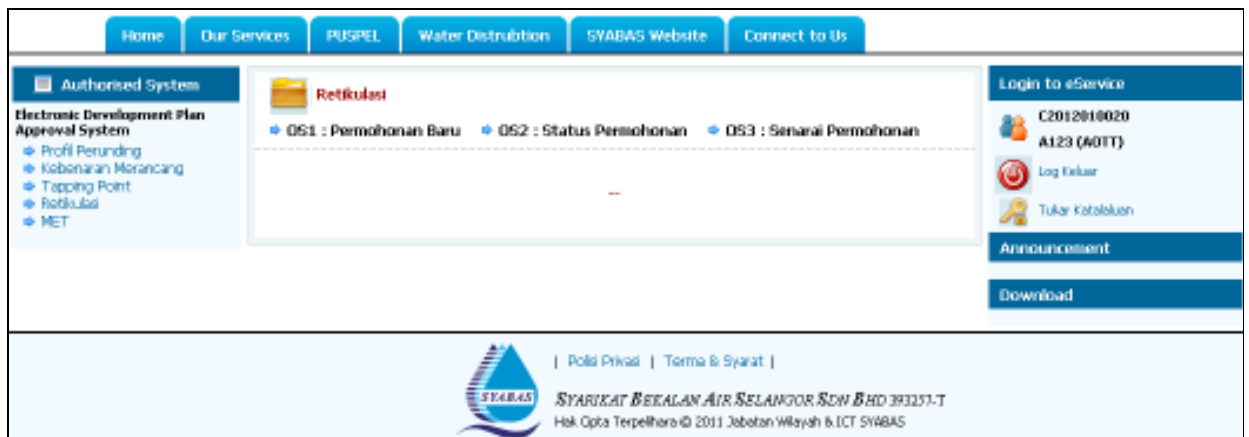 Home Our Services PUSPEL Water Distrubtion SYABAS Website Connect to Us
Authorised System
Electronic Development Plan
Approval System
Profil Perunding
Kebenaran Merancang
Tapping Point
Retikulasi
MET
Retikulasi
OS1 : Permohonan Baru OS2 : Status Permohonan OS3 : Senarai Permohonan
--
Login to eService
C2012010020
A123 (AOTT)
Log Keluar
Tukar Katalaluan
Announcement
Download
SYABAS
| Polisi Privasi | Terma & Syarat |
SYARIKAT BEKALAN AIR SELANGOR SDN BHD 393257-T
Hak Cipta Terpelihara © 2011 Jabatan Wilayah & ICT SYABAS